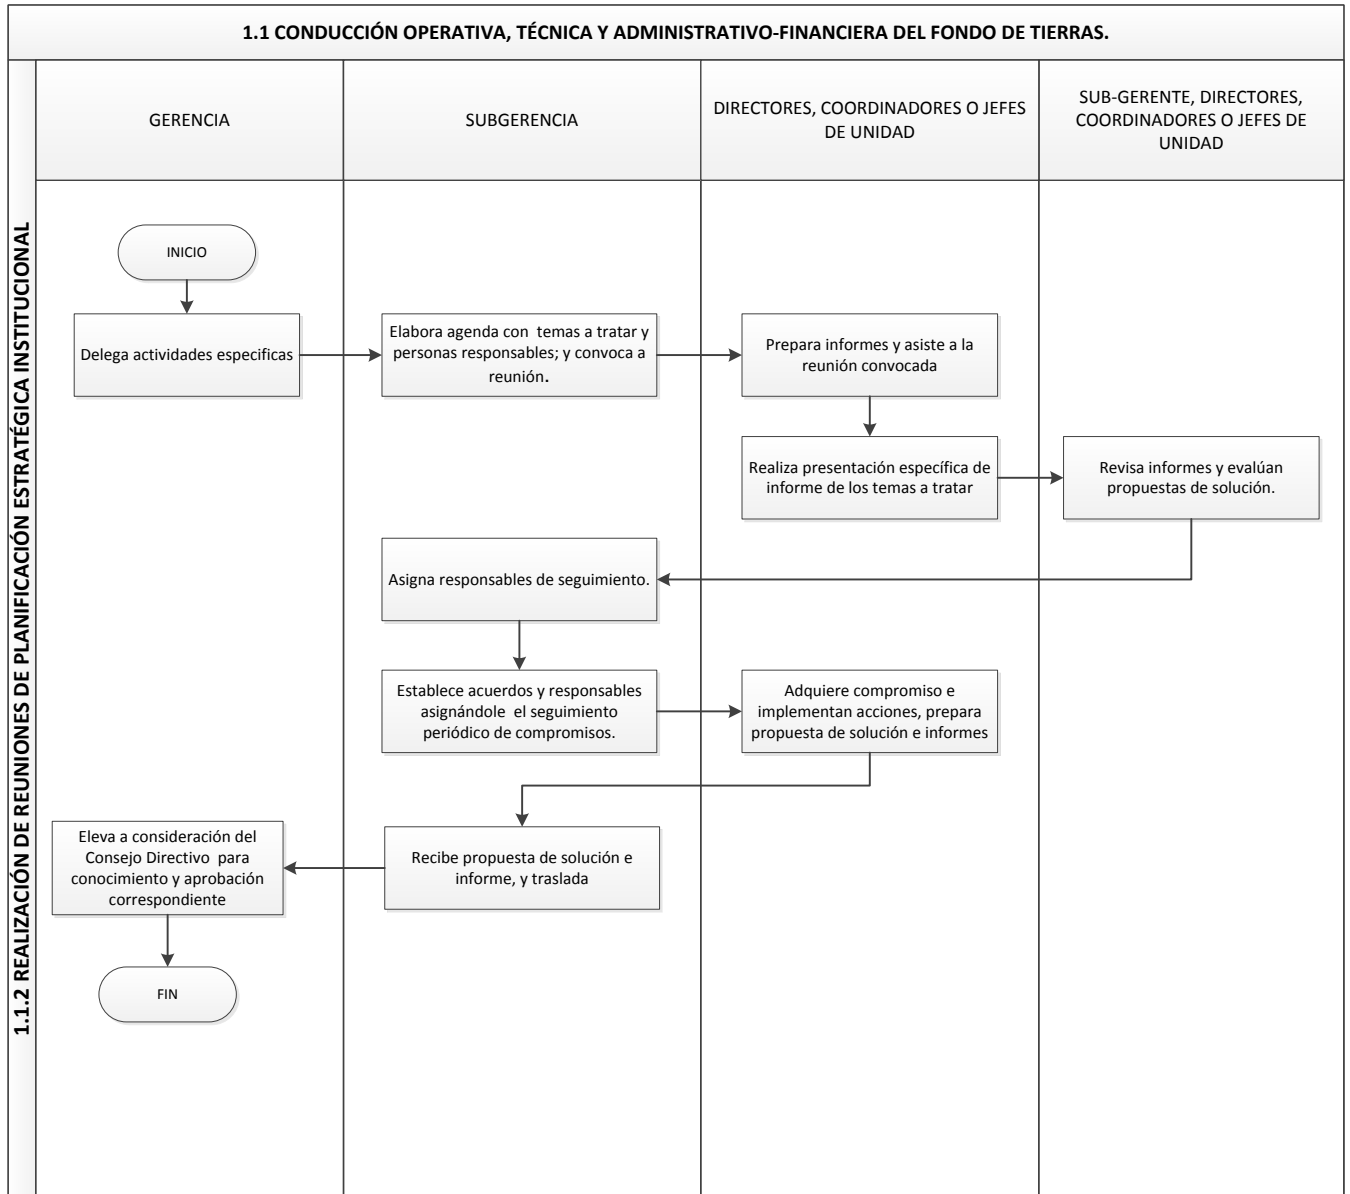 1.1 CONDUCCIÓN OPERATIVA, TÉCNICA Y ADMINISTRATIVO-FINANCIERA DEL FONDO DE TIERRAS.
1.1.2 REALIZACIÓN DE REUNIONES DE PLANIFICACIÓN ESTRATÉGICA INSTITUCIONAL
GERENCIA
SUBGERENCIA
DIRECTORES, COORDINADORES O JEFES
DE UNIDAD
SUB-GERENTE, DIRECTORES,
COORDINADORES O JEFES DE
UNIDAD
INICIO
Delega actividades especificas
Elabora agenda con  temas a tratar y
personas responsables; y convoca a
reunión.
Prepara informes y asiste a la
reunión convocada
Realiza presentación específica de
informe de los temas a tratar
Revisa informes y evalúan
propuestas de solución.
Asigna responsables de seguimiento.
Establece acuerdos y responsables
asignándole  el seguimiento
periódico de compromisos.
Adquiere compromiso e
implementan acciones, prepara
propuesta de solución e informes
Recibe propuesta de solución e
informe, y traslada
Eleva a consideración del
Consejo Directivo  para
conocimiento y aprobación
correspondiente
FIN